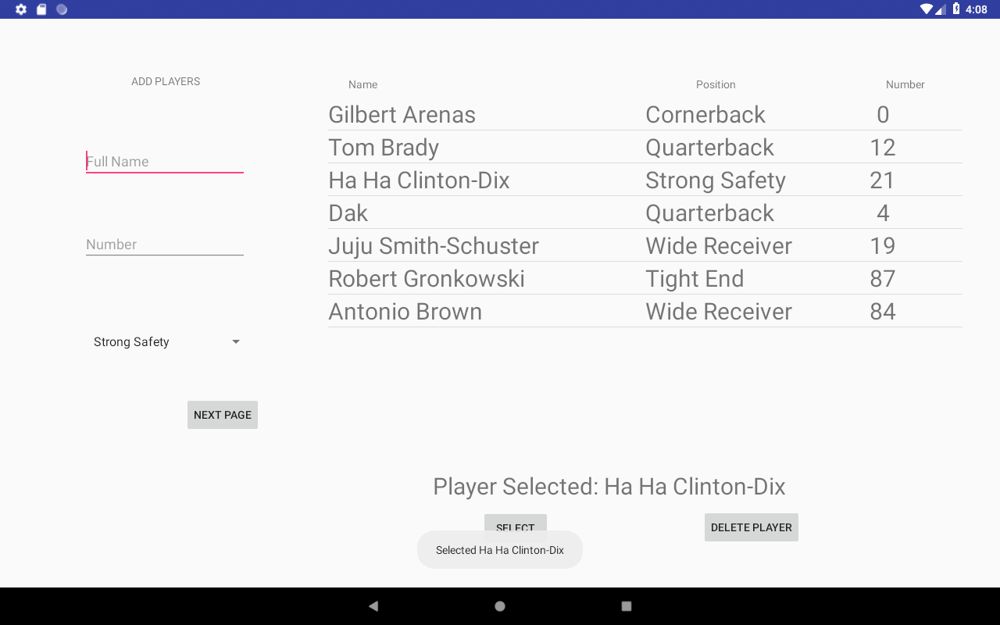 4:08
ADD PLAYERS
Name Position Number
Gilbert Arenas Cornerback 0
Tom Brady Quarterback 12
Full Name
Ha Ha Clinton-Dix Strong Safety 21
Dak Quarterback 4
Number
Juju Smith-Schuster Wide Receiver 19
Robert Gronkowski Tight End 87
Antonio Brown Wide Receiver 84
Strong Safety
NEXT PAGE
Player Selected: Ha Ha Clinton-Dix
SELECT DELETE PLAYER
Selected Ha Ha Clinton-Dix